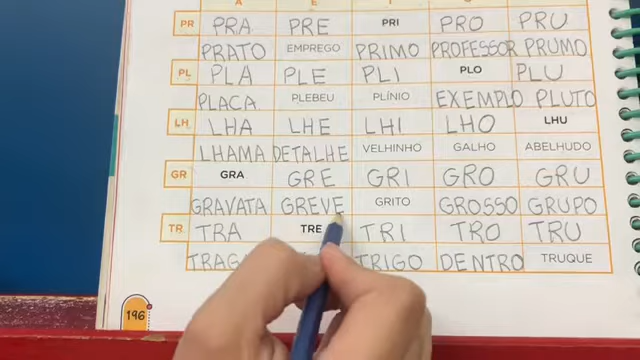 A E I
PR PRA PRE PRI PRO PRU
PRATO EMPREGO PRIMO PROFESSOR PRUMO
PL PLA PLE PLI PLO PLU
PLACA PLEBEU PLÍNIO EXEMPLO PLUTO
LH LHA LHE LHI LHO LHU
LHAMA DETALHE VELHINHO GALHO ABELHUDO
GR GRA GRE GRI GRO GRU
GRAVATA GREVE GRITO GROSSO GRUPO
TR TRA TRE TRI TRO TRU
TRIGO DENTRO TRUQUE
196